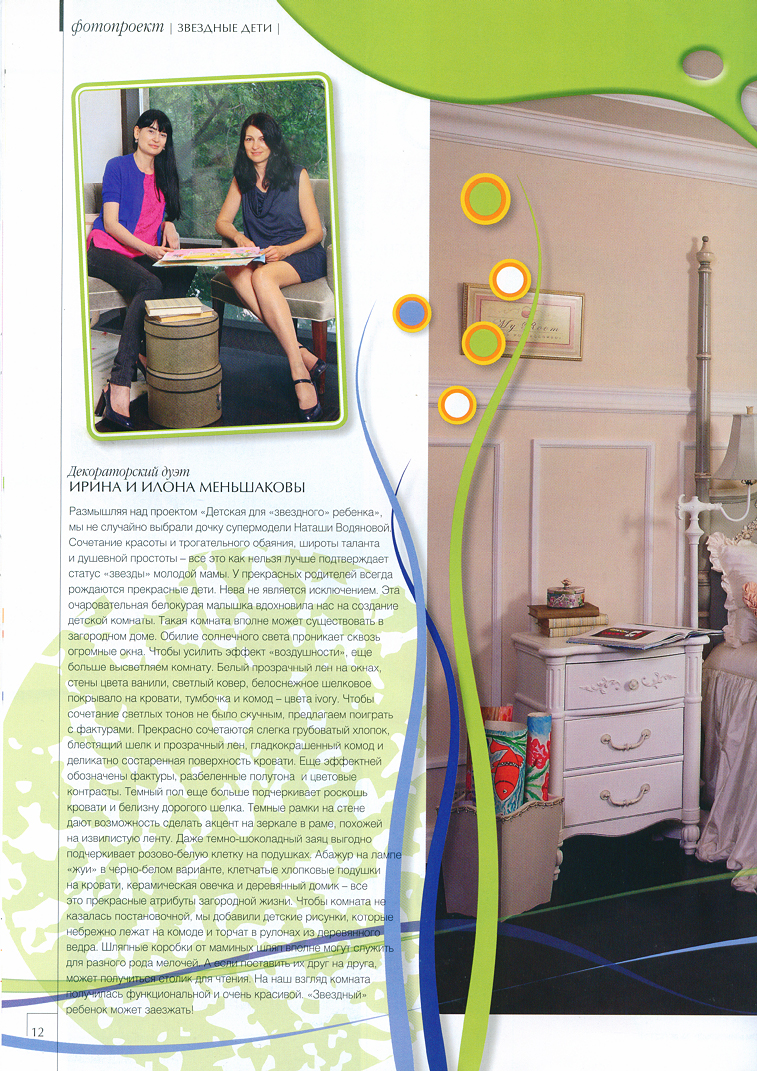 фотопроект | ЗВЕЗДНЫЕ ДЕТИ |
My Room
Декораторский дуэт
ИРИНА И ИЛОНА МЕНЬШАКОВЫ
Размышляя над проектом «Детская для «звездного» ребенка»,
мы не случайно выбрали дочку супермодели Наташи Водяновой.
Сочетание красоты и трогательного обаяния, широты таланта
и душевной простоты – все это как нельзя лучше подтверждает
статус «звезды» молодой мамы. У прекрасных родителей всегда
рождаются прекрасные дети. Нева не является исключением. Эта
очаровательная белокурая малышка вдохновила нас на создание
детской комнаты. Такая комната вполне может существовать в
загородном доме. Обилие солнечного света проникает сквозь
огромные окна. Чтобы усилить эффект «воздушности», еще
больше высветляем комнату. Белый прозрачный лен на окнах,
стены цвета ванили, светлый ковер, белоснежное шелковое
покрывало на кровати, тумбочка и комод – цвета ivory. Чтобы
сочетание светлых тонов не было скучным, предлагаем поиграть
с фактурами. Прекрасно сочетаются слегка грубоватый хлопок,
блестящий шелк и прозрачный лен, гладкокрашенный комод и
деликатно состаренная поверхность кровати. Еще эффектней
обозначены фактуры, разбеленные полутона и цветовые
контрасты. Темный пол еще больше подчеркивает роскошь
кровати и белизну дорогого шелка. Темные рамки на стене
дают возможность сделать акцент на зеркале в раме, похожей
на извилистую ленту. Даже темно-шоколадный заяц выгодно
подчеркивает розово-белую клетку на подушках. Абажур на лампе
«жуи» в черно-белом варианте, клетчатые хлопковые подушки
на кровати, керамическая овечка и деревянный домик – все
это прекрасные атрибуты загородной жизни. Чтобы комната не
казалась постановочной, мы добавили детские рисунки, которые
небрежно лежат на комоде и торчат в рулонах из деревянного
ведра. Шляпные коробки от маминых шляп вполне могут служить
для разного рода мелочей. А если поставить их друг на друга,
может получиться столик для чтения. На наш взгляд комната
получилась функциональной и очень красивой. «Звездный»
ребенок может заезжать!
12